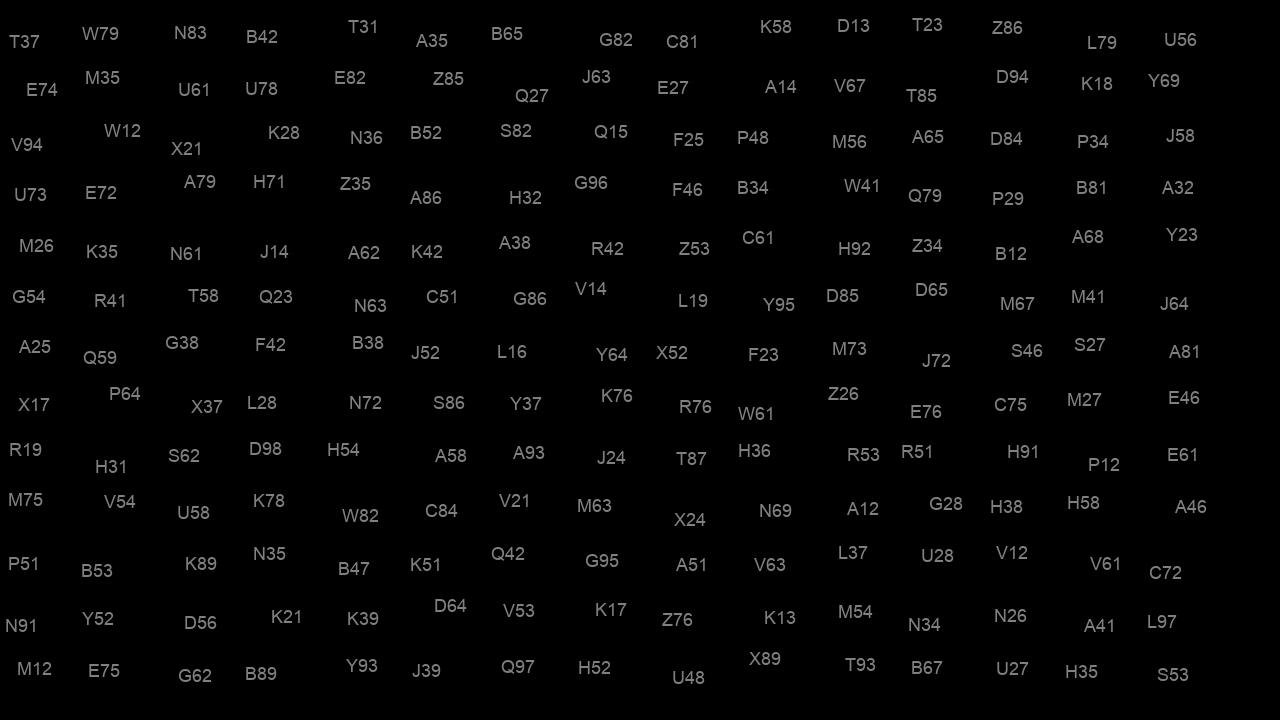 T37 W79 N83 B42 T31 A35 B65 G82 C81 K58 D13 T23 Z86 L79 U56
E74 M35 U61 U78 E82 Z85 Q27 J63 E27 A14 V67 T85 D94 K18 Y69
V94 W12 X21 K28 N36 B52 S82 Q15 F25 P48 M56 A65 D84 P34 J58
U73 E72 A79 H71 Z35 A86 H32 G96 F46 B34 W41 Q79 P29 B81 A32
M26 K35 N61 J14 A62 K42 A38 R42 Z53 C61 H92 Z34 B12 A68 Y23
G54 R41 T58 Q23 N63 C51 G86 V14 L19 Y95 D85 D65 M67 M41 J64
A25 Q59 G38 F42 B38 J52 L16 Y64 X52 F23 M73 J72 S46 S27 A81
X17 P64 X37 L28 N72 S86 Y37 K76 R76 W61 Z26 E76 C75 M27 E46
R19 H31 S62 D98 H54 A58 A93 J24 T87 H36 R53 R51 H91 P12 E61
M75 V54 U58 K78 W82 C84 V21 M63 X24 N69 A12 G28 H38 H58 A46
P51 B53 K89 N35 B47 K51 Q42 G95 A51 V63 L37 U28 V12 V61 C72
N91 Y52 D56 K21 K39 D64 V53 K17 Z76 K13 M54 N34 N26 A41 L97
M12 E75 G62 B89 Y93 J39 Q97 H52 U48 X89 T93 B67 U27 H35 S53